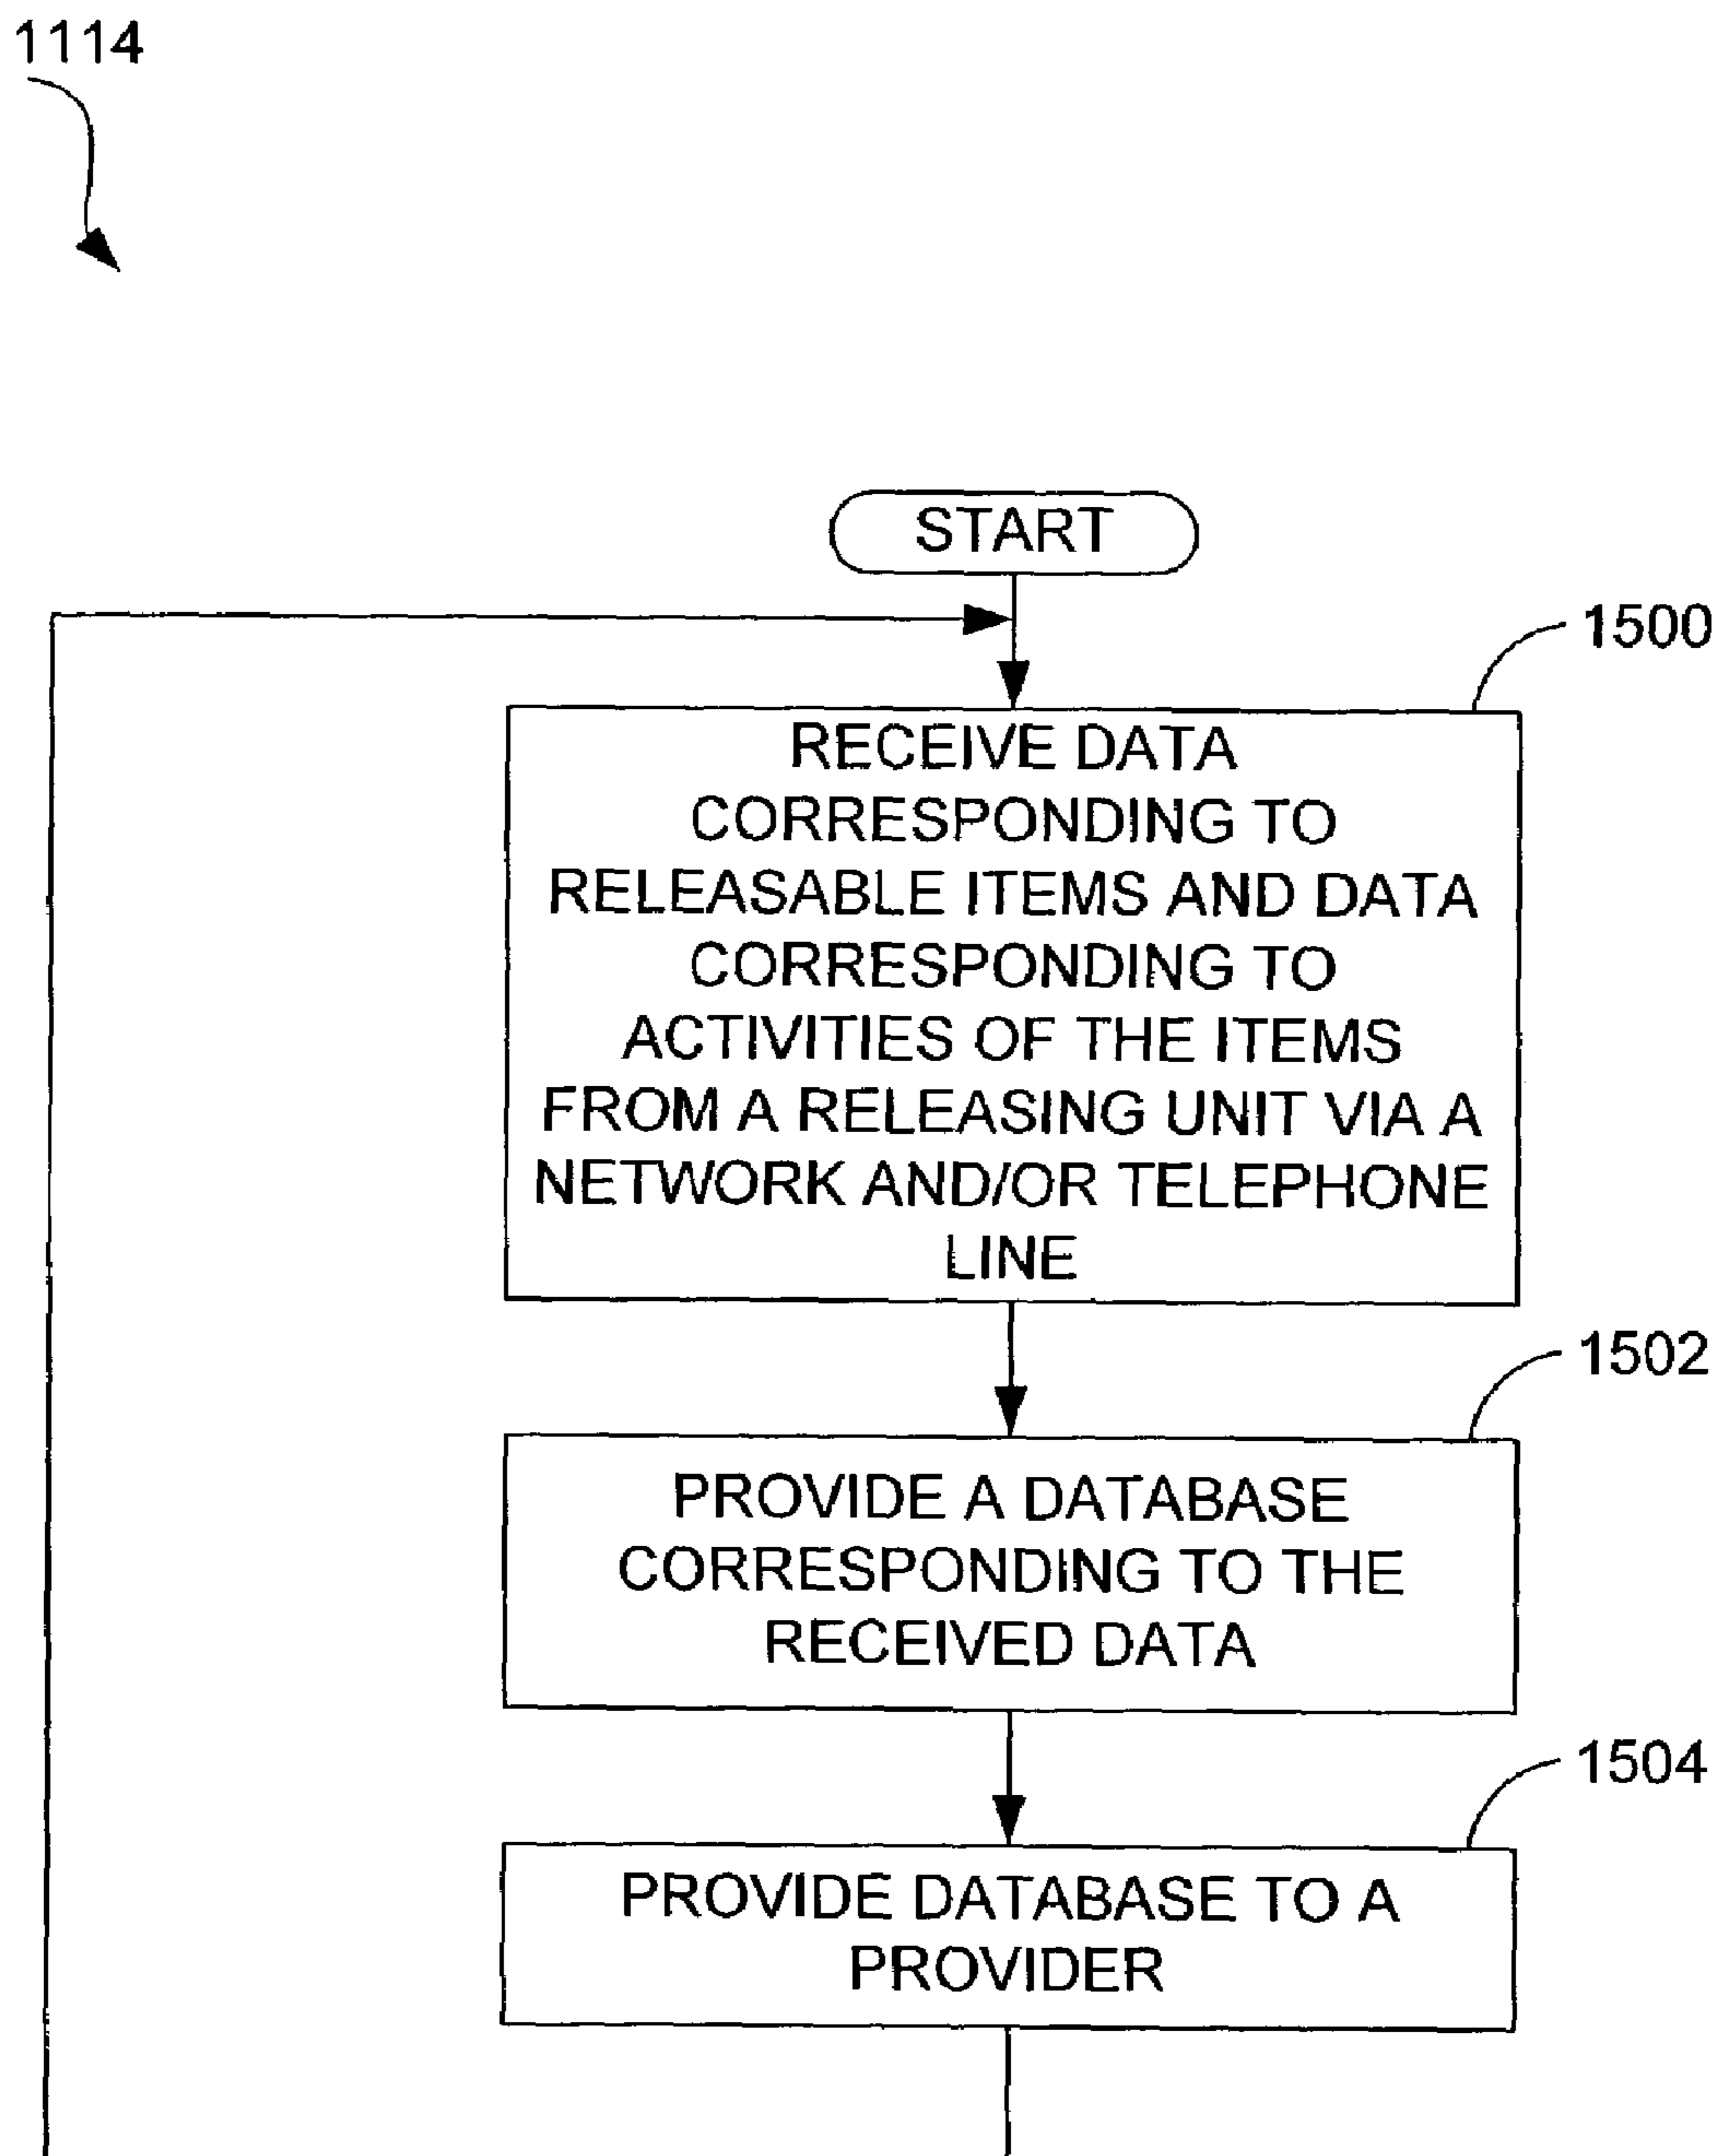 1114
START
1500
RECEIVE DATA
CORRESPONDING TO
RELEASABLE ITEMS AND DATA
CORRESPONDING TO
ACTIVITIES OF THE ITEMS
FROM A RELEASING UNIT VIA A
NETWORK AND/OR TELEPHONE
LINE
1502
PROVIDE A DATABASE
CORRESPONDING TO THE
RECEIVED DATA
1504
PROVIDE DATABASE TO A
PROVIDER